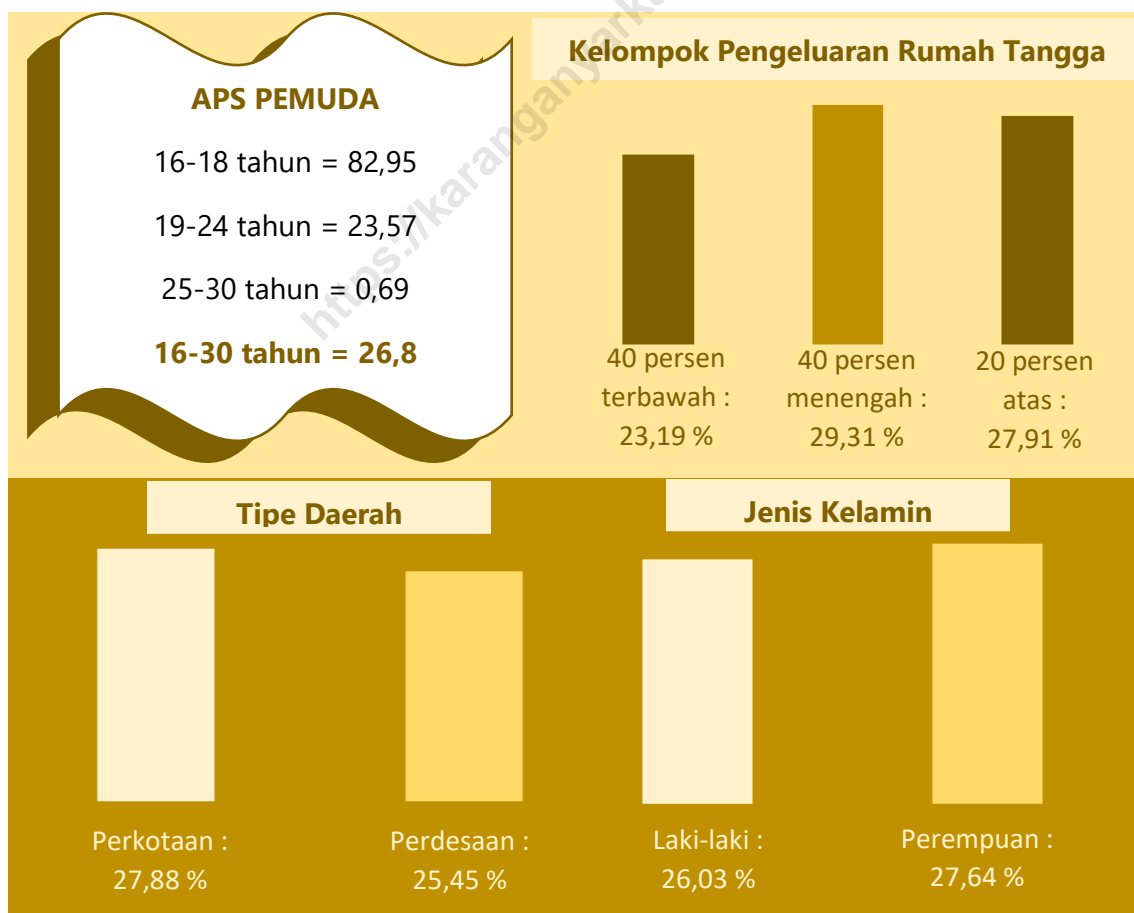 APS PEMUDA
16-18 tahun = 82,95
19-24 tahun = 23,57
25-30 tahun = 0,69
16-30 tahun = 26,8
Kelompok Pengeluaran Rumah Tangga
40 persen
terbawah :
23,19 %
40 persen
menengah :
29,31 %
20 persen
atas :
27,91 %
Tipe Daerah
Perkotaan :
27,88 %
Perdesaan :
25,45 %
Jenis Kelamin
Laki-laki :
26,03 %
Perempuan :
27,64 %
https://karanganyarka